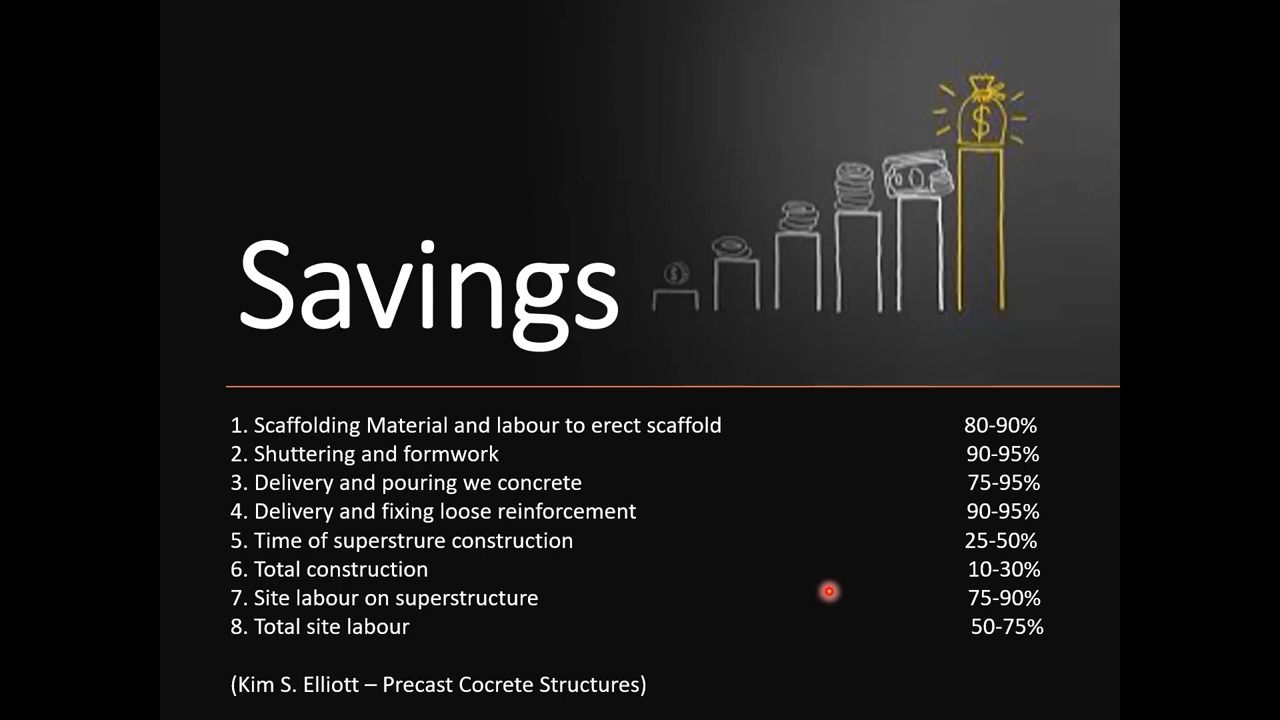 $
$
Savings
1. Scaffolding Material and labour to erect scaffold 80-90%
2. Shuttering and formwork 90-95%
3. Delivery and pouring we concrete 75-95%
4. Delivery and fixing loose reinforcement 90-95%
5. Time of superstrure construction 25-50%
6. Total construction 10-30%
7. Site labour on superstructure 75-90%
8. Total site labour 50-75%
(Kim S. Elliott – Precast Cocrete Structures)